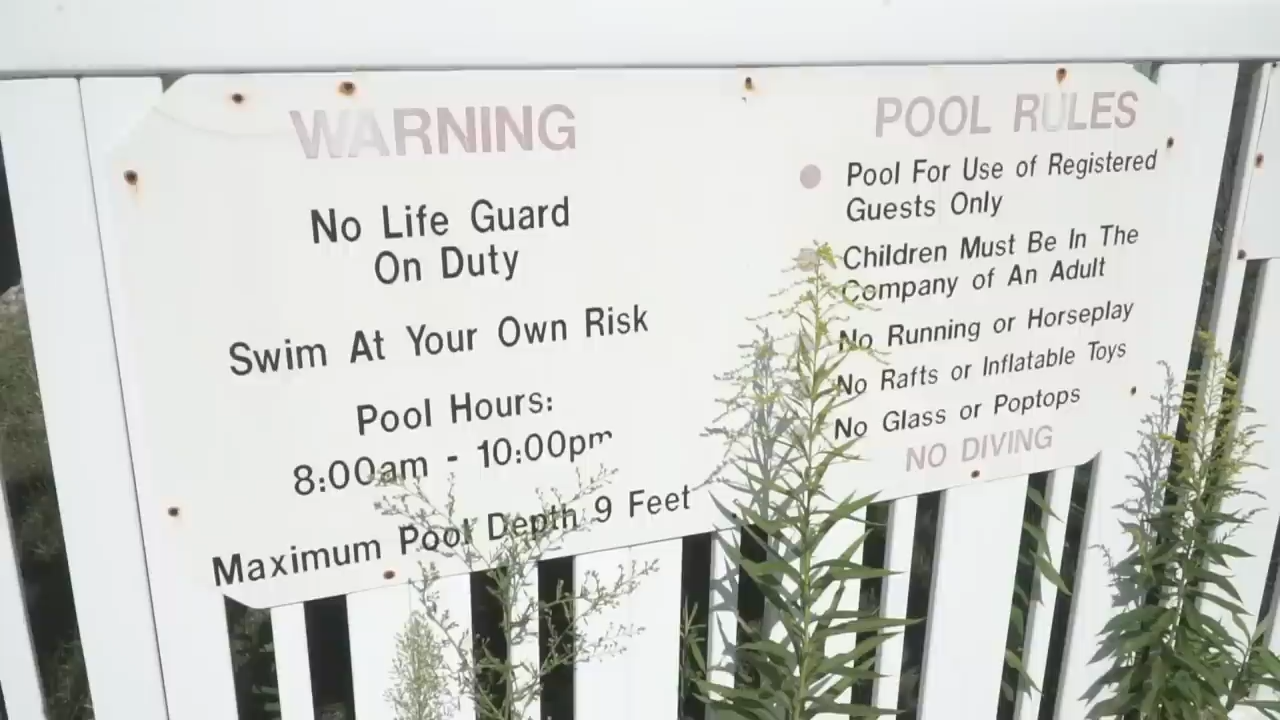 WARNING
No Life Guard
On Duty
Swim At Your Own Risk
Pool Hours:
8:00am - 10:00pm
Maximum Pool Depth 9 Feet
POOL RULES
Pool For Use of Registered
Guests Only
Children Must Be In The
Company of An Adult
No Running or Horseplay
No Rafts or Inflatable Toys
No Glass or Poptops
NO DIVING